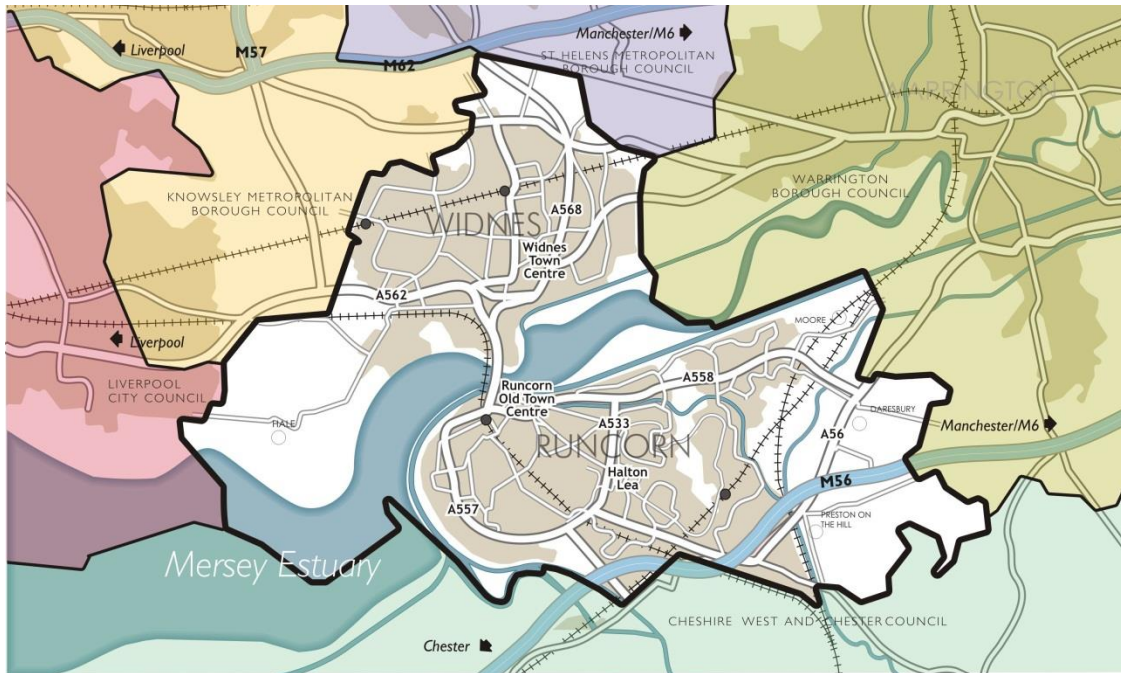 Liverpool
M57
M62
Manchester/M6
ST HELENS METROPOLITAN
BOROUGH COUNCIL
WARRINGTON
KNOWSLEY METROPOLITAN
BOROUGH COUNCIL
WIDNES
A568
WARRINGTON
BOROUGH COUNCIL
Widnes
Town
Centre
A562
MOORE
Liverpool
LIVERPOOL
CITY COUNCIL
HALE
Runcorn
Old Town
Centre
A558
DARESBURY
A533
A56
Manchester/M6
RUNCORN
Halton
Lea
M56
A557
PRESTON ON
THE HILL
Mersey Estuary
CHESHIRE WEST AND CHESTER COUNCIL
Chester